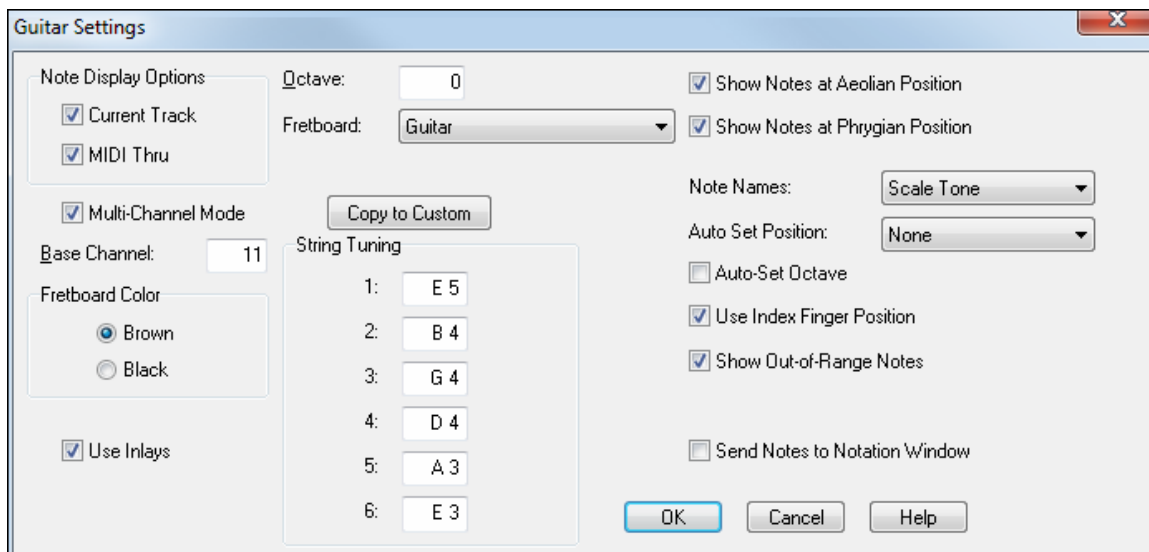 Guitar Settings
Note Display Options
Current Track
MIDI Thru
Multi-Channel Mode
Base Channel: 11
Fretboard Color
Brown
Black
Use Inlays
Octave: 0
Fretboard: Guitar
Copy to Custom
String Tuning
1: E 5
2: B 4
3: G 4
4: D 4
5: A 3
6: E 3
Show Notes at Aeolian Position
Show Notes at Phrygian Position
Note Names: Scale Tone
Auto Set Position: None
Auto-Set Octave
Use Index Finger Position
Show Out-of-Range Notes
Send Notes to Notation Window
OK Cancel Help